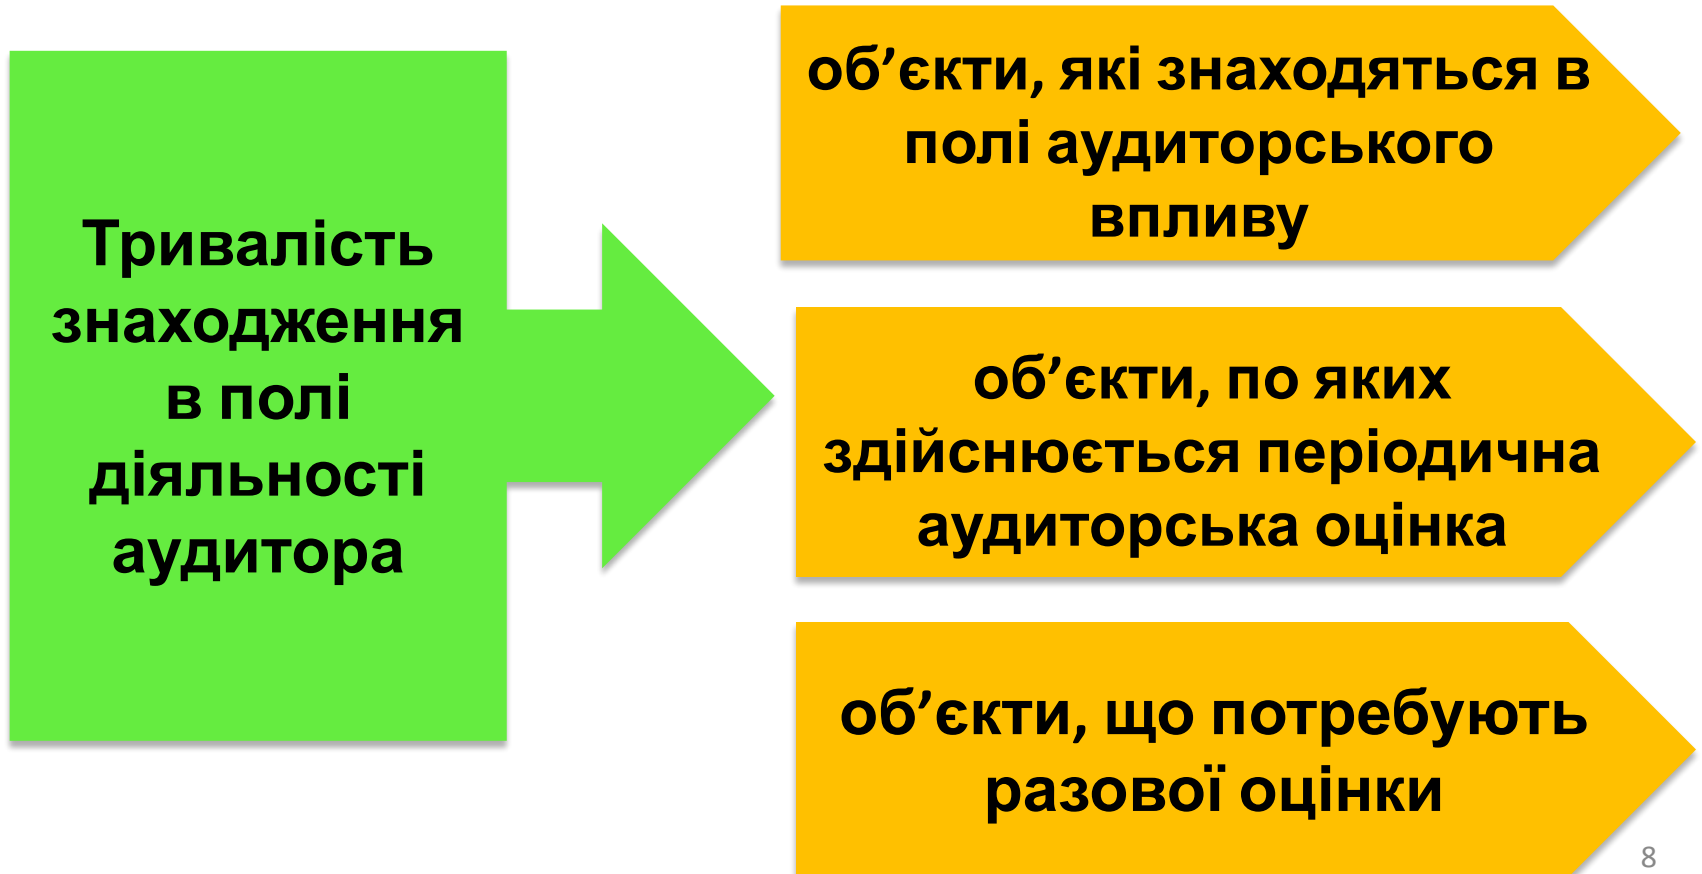 Тривалість
знаходження
в полі
діяльності
аудитора
об’єкти, які знаходяться в
полі аудиторського
впливу
об’єкти, по яких
здійснюється періодична
аудиторська оцінка
об’єкти, що потребують
разової оцінки
8